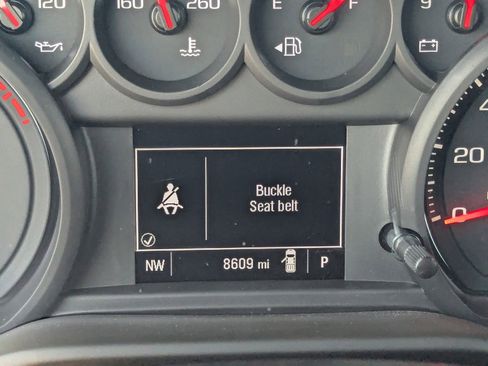 120 160 260 E F 9
Buckle
Seat belt
20
0
NW 8609 mi P